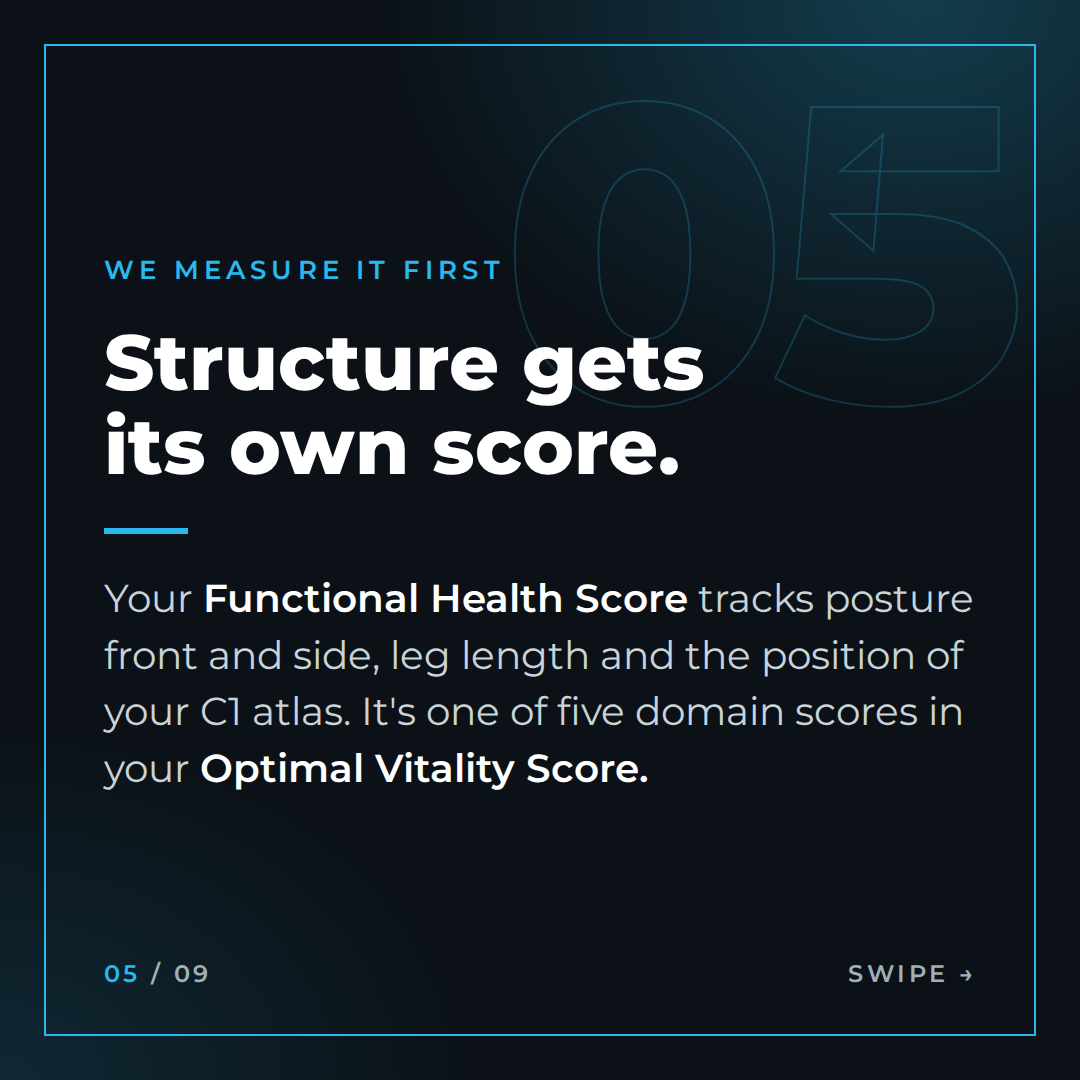 05
WE MEASURE IT FIRST
Structure gets
its own score.
Your Functional Health Score tracks posture
front and side, leg length and the position of
your C1 atlas. It's one of five domain scores in
your Optimal Vitality Score.
05 / 09
SWIPE →